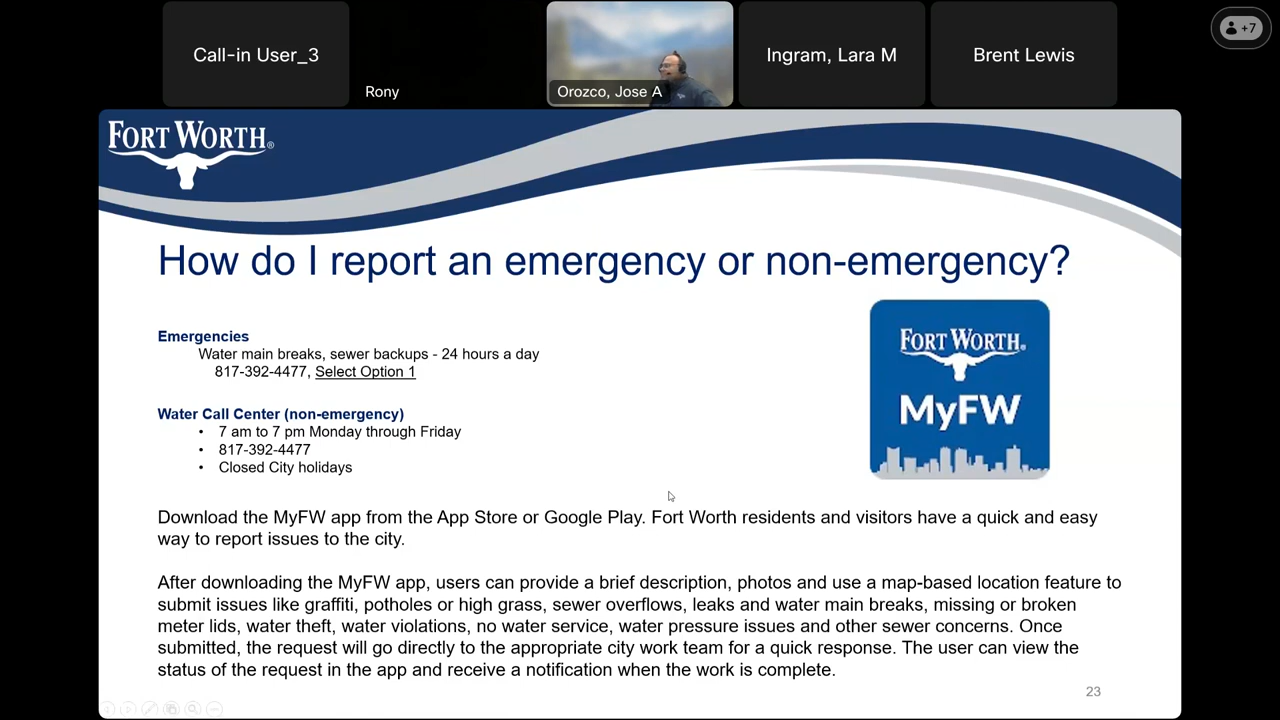 Call-in User_3
Rony
Orozco, Jose A
Ingram, Lara M
Brent Lewis
+7
FORT WORTH®
How do I report an emergency or non-emergency?
Emergencies
Water main breaks, sewer backups - 24 hours a day
817-392-4477, Select Option 1
Water Call Center (non-emergency)
• 7 am to 7 pm Monday through Friday
• 817-392-4477
• Closed City holidays
FORT WORTH®
MyFW
Download the MyFW app from the App Store or Google Play. Fort Worth residents and visitors have a quick and easy
way to report issues to the city.
After downloading the MyFW app, users can provide a brief description, photos and use a map-based location feature to
submit issues like graffiti, potholes or high grass, sewer overflows, leaks and water main breaks, missing or broken
meter lids, water theft, water violations, no water service, water pressure issues and other sewer concerns. Once
submitted, the request will go directly to the appropriate city work team for a quick response. The user can view the
status of the request in the app and receive a notification when the work is complete.
23